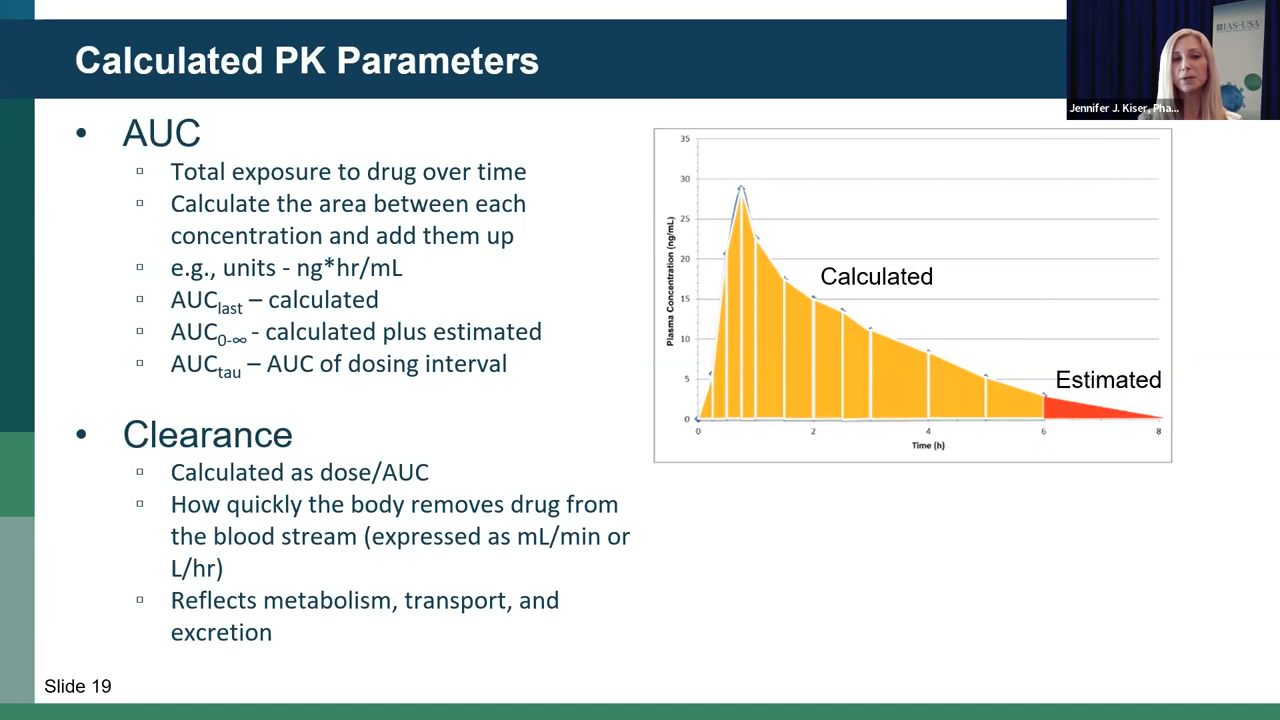 Calculated PK Parameters
IAS–USA
Jennifer J. Kiser, Pha...
• AUC
▫ Total exposure to drug over time
▫ Calculate the area between each
concentration and add them up
▫ e.g., units - ng*hr/mL
▫ AUClast – calculated
▫ AUC0-∞ - calculated plus estimated
▫ AUCtau – AUC of dosing interval
• Clearance
▫ Calculated as dose/AUC
▫ How quickly the body removes drug from
the blood stream (expressed as mL/min or
L/hr)
▫ Reflects metabolism, transport, and
excretion
Plasma Concentration (ng/mL)
35
30
25
20
15
10
5
0
Calculated
Estimated
0 2 4 6 8
Time (h)
Slide 19